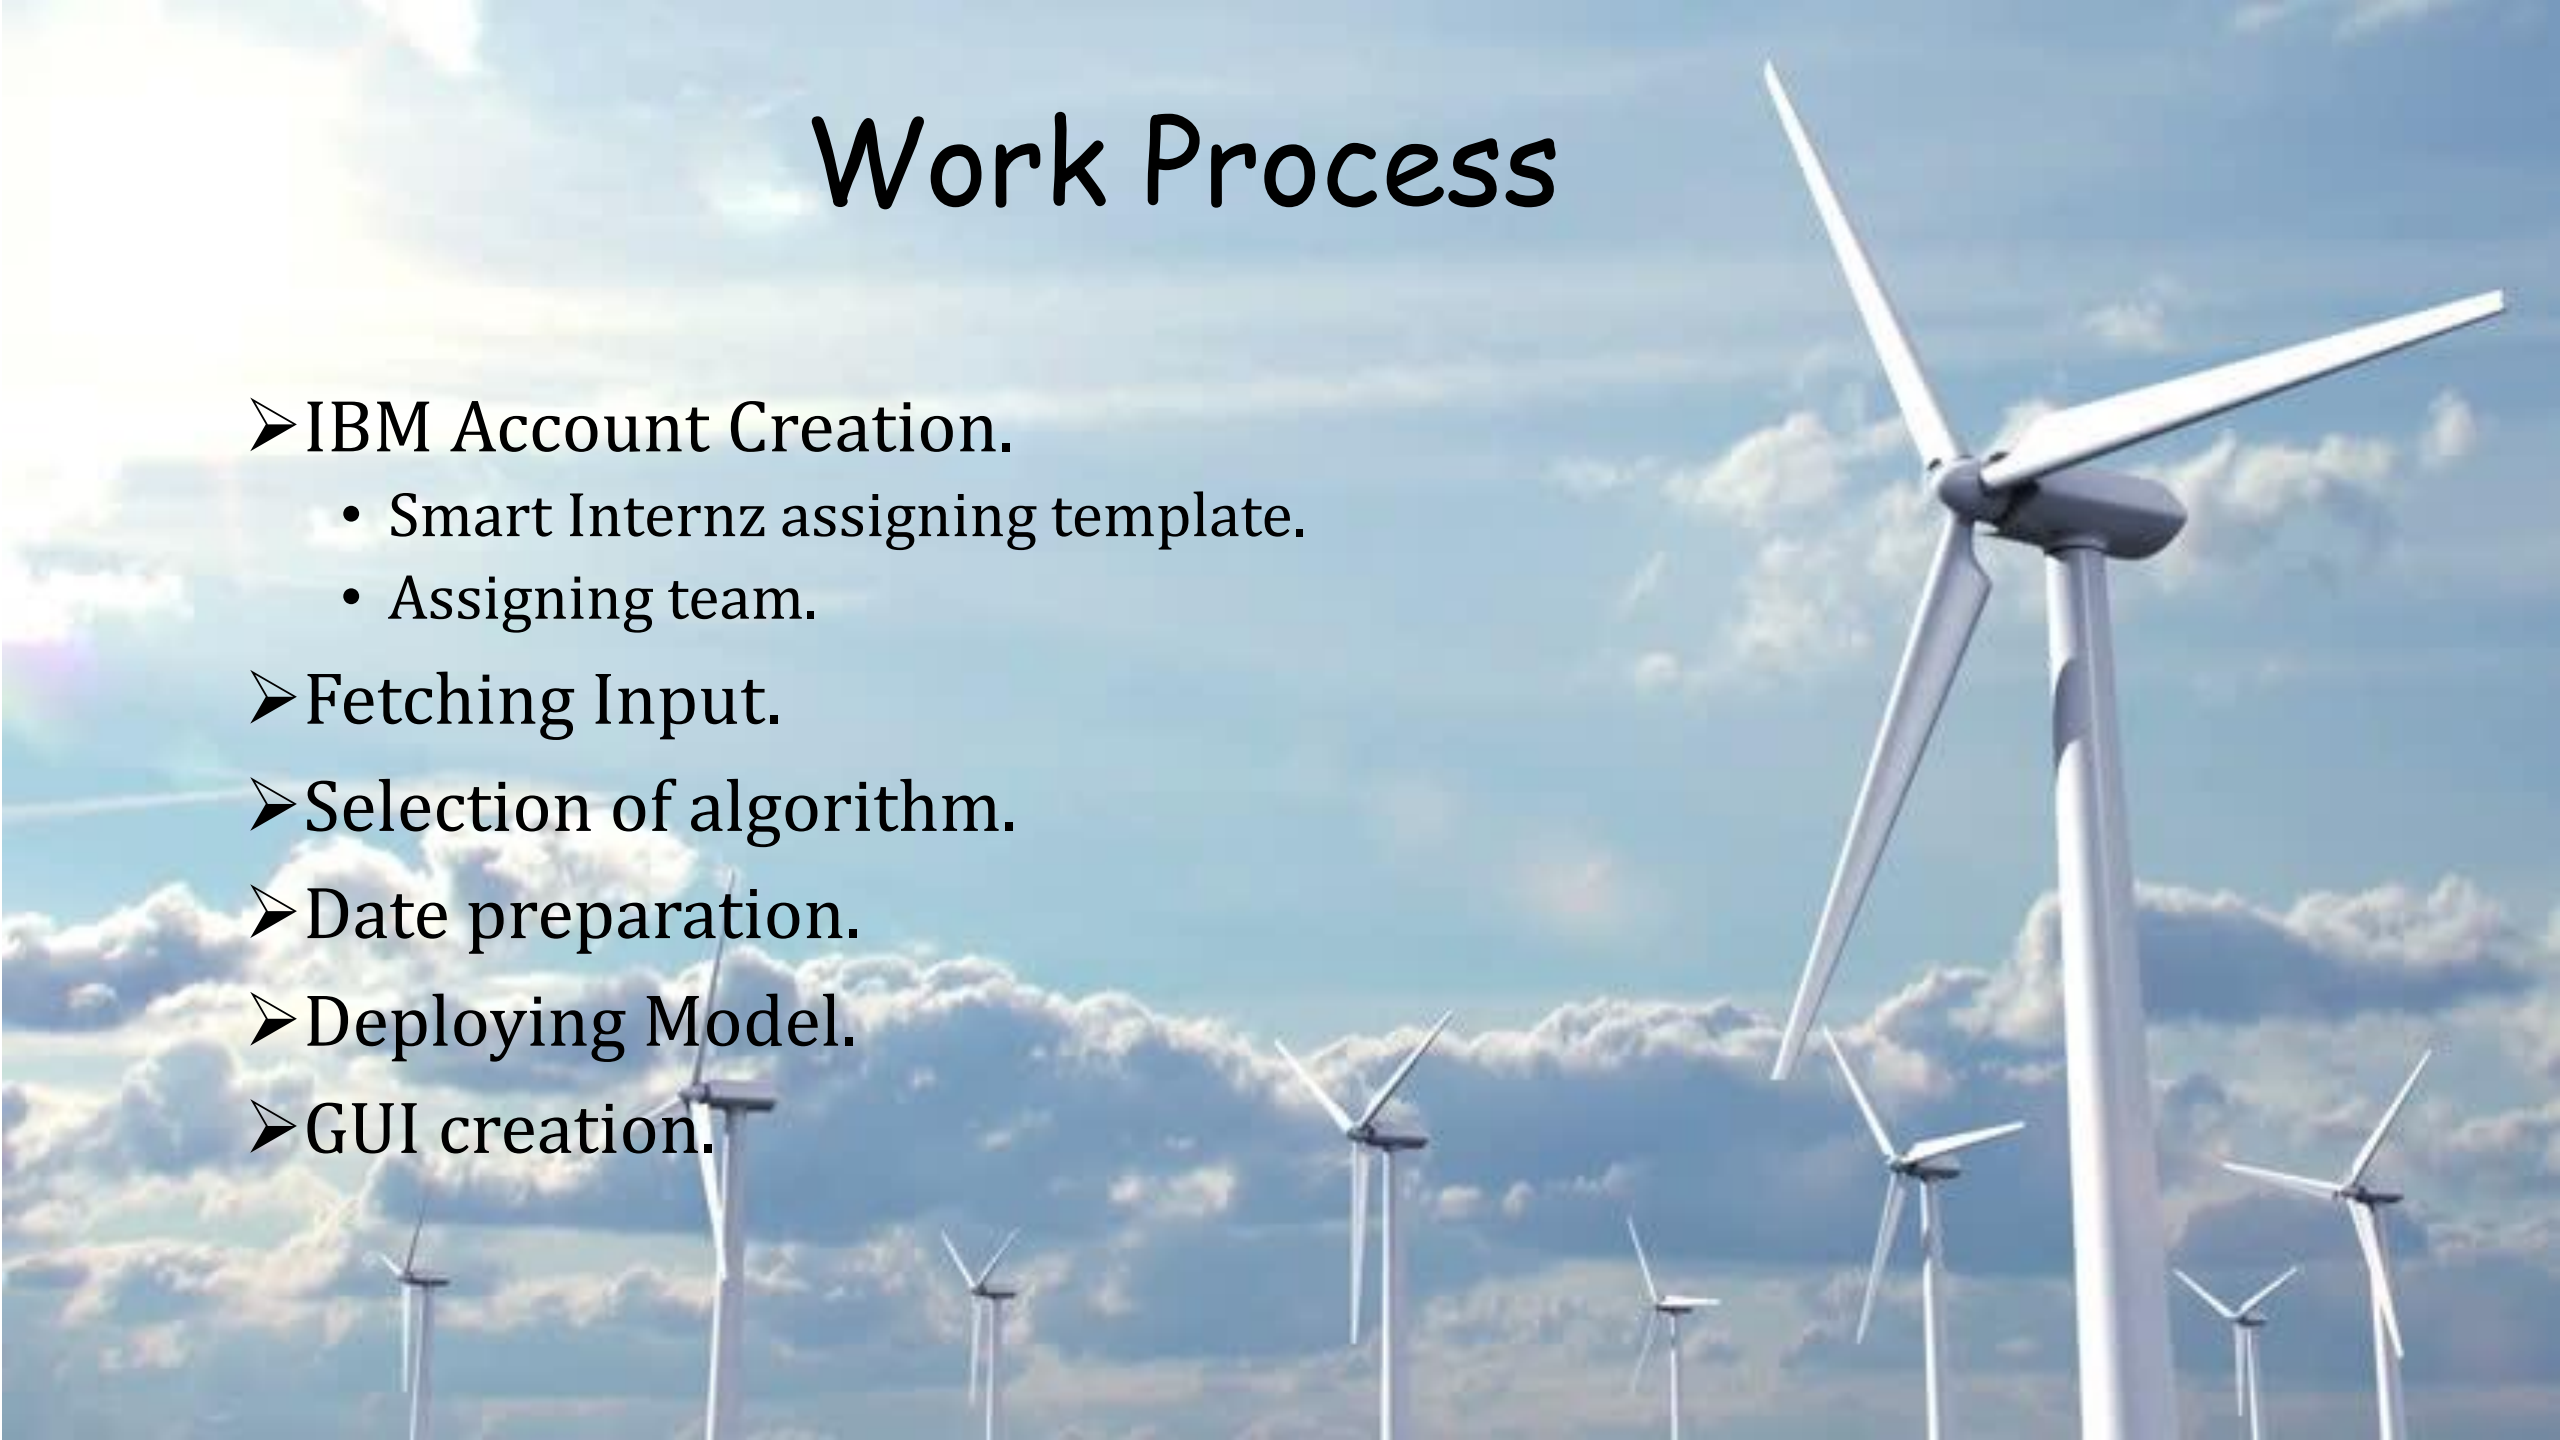 Work Process
➢IBM Account Creation.
• Smart Internz assigning template.
• Assigning team.
➢Fetching Input.
➢Selection of algorithm.
➢Date preparation.
➢Deploying Model.
➢GUI creation.